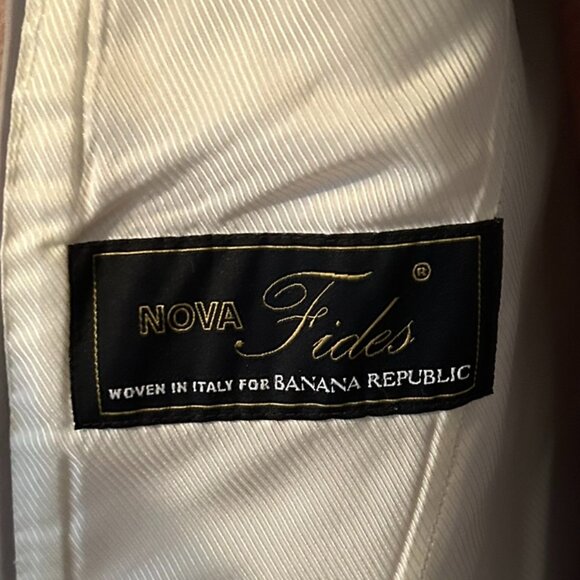 NOVA Fides ®
WOVEN IN ITALY FOR BANANA REPUBLIC